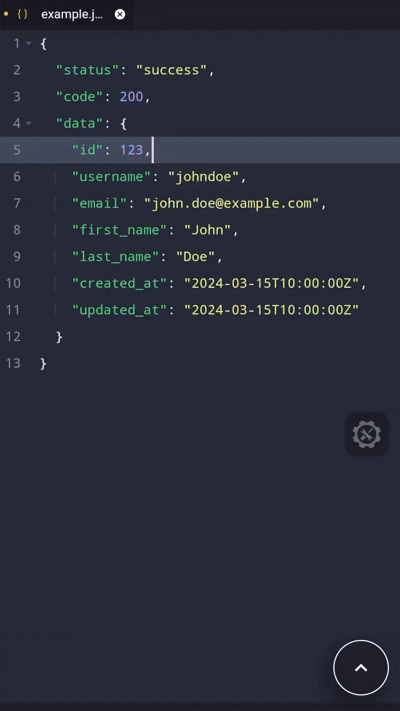 { } example.j...
1 {
2 "status": "success",
3 "code": 200,
4 "data": {
5 "id": 123,
6 "username": "johndoe",
7 "email": "john.doe@example.com",
8 "first_name": "John",
9 "last_name": "Doe",
10 "created_at": "2024-03-15T10:00:00Z",
11 "updated_at": "2024-03-15T10:00:00Z"
12 }
13 }